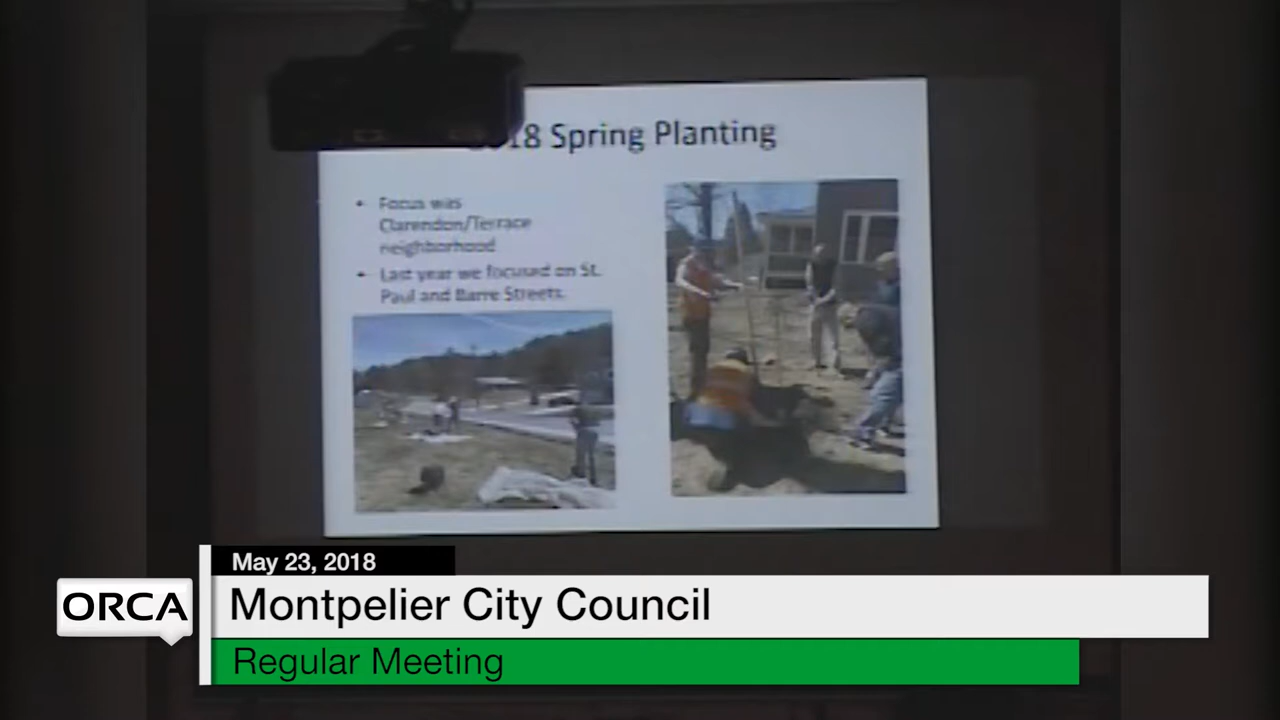 2018 Spring Planting
• Focus was
Clarendon/Terrace
neighborhood
• Last year we focused on St.
Paul and Barre Streets.
May 23, 2018
ORCA
Montpelier City Council
Regular Meeting